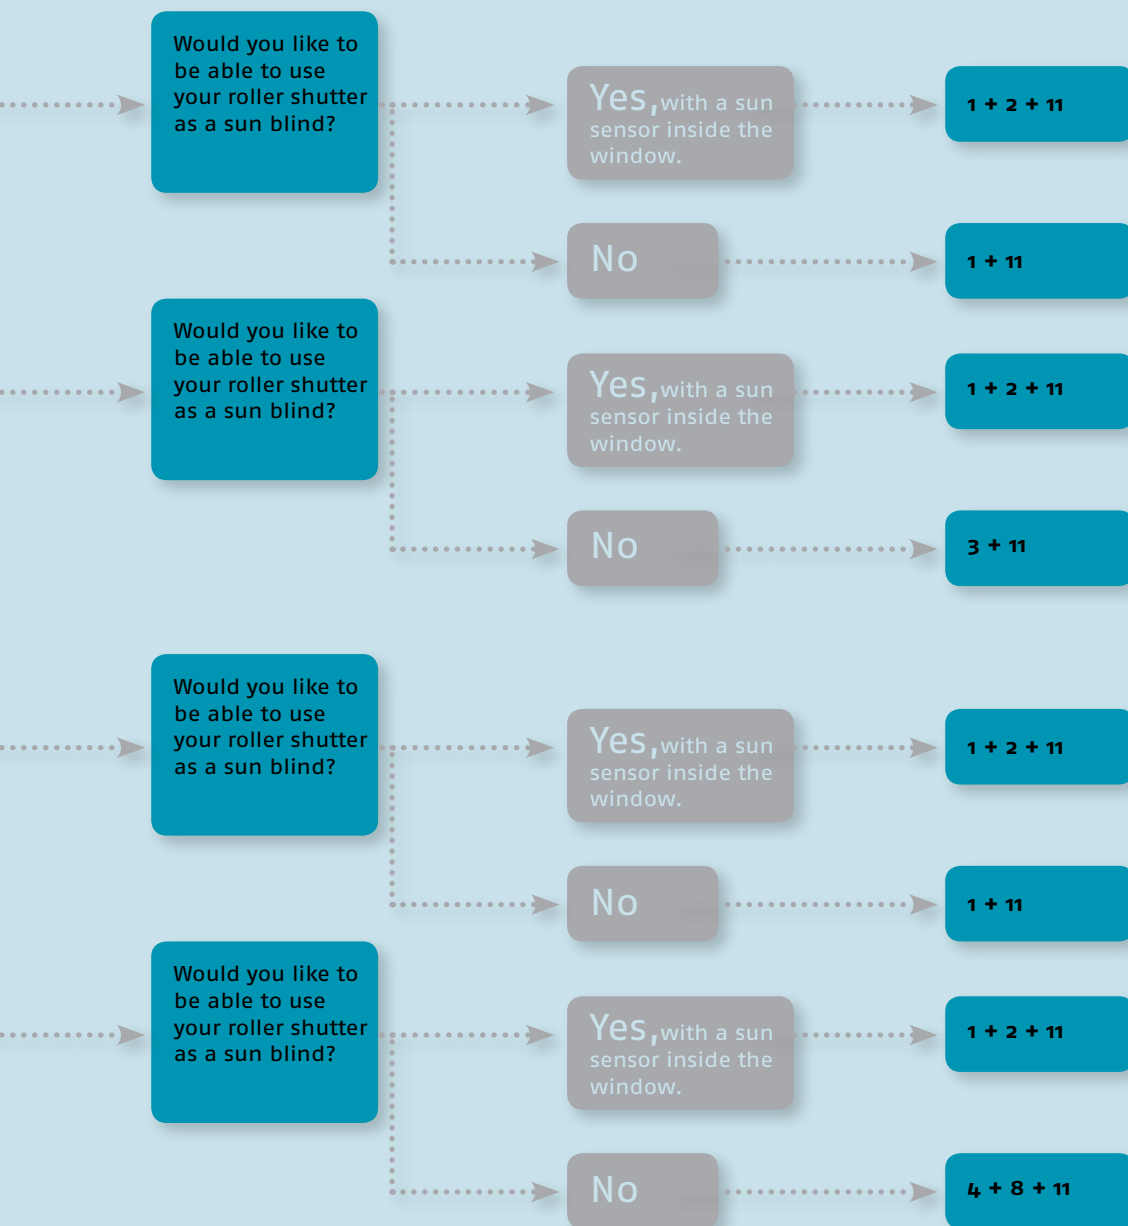 Would you like to
be able to use
your roller shutter
as a sun blind?
Yes, with a sun
sensor inside the
window.
1 + 2 + 11
No
1 + 11
Would you like to
be able to use
your roller shutter
as a sun blind?
Yes, with a sun
sensor inside the
window.
1 + 2 + 11
No
3 + 11
Would you like to
be able to use
your roller shutter
as a sun blind?
Yes, with a sun
sensor inside the
window.
1 + 2 + 11
No
1 + 11
Would you like to
be able to use
your roller shutter
as a sun blind?
Yes, with a sun
sensor inside the
window.
1 + 2 + 11
No
4 + 8 + 11